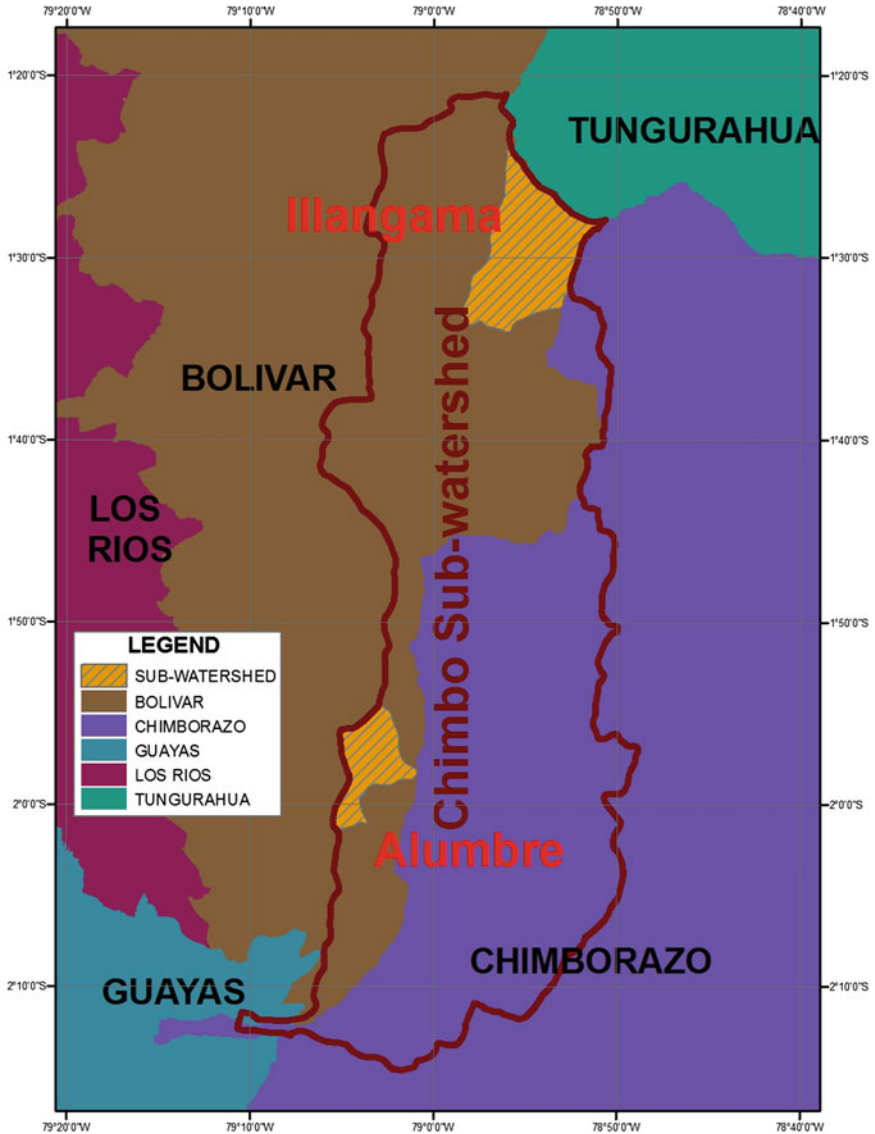 79°20'0"W 79°10'0"W 79°0'0"W 78°50'0"W 78°40'0"W
1°20'0"S 1°20'0"S
TUNGURAHUA
Illangama
1°30'0"S 1°30'0"S
BOLIVAR
Chimbo Sub-watershed
1°40'0"S 1°40'0"S
LOS
RIOS
1°50'0"S 1°50'0"S
LEGEND
SUB-WATERSHED
BOLIVAR
CHIMBORAZO
GUAYAS
LOS RIOS
TUNGURAHUA
2°0'0"S 2°0'0"S
Alumbre
CHIMBORAZO
GUAYAS
2°10'0"S 2°10'0"S
79°20'0"W 79°10'0"W 79°0'0"W 78°50'0"W 78°40'0"W